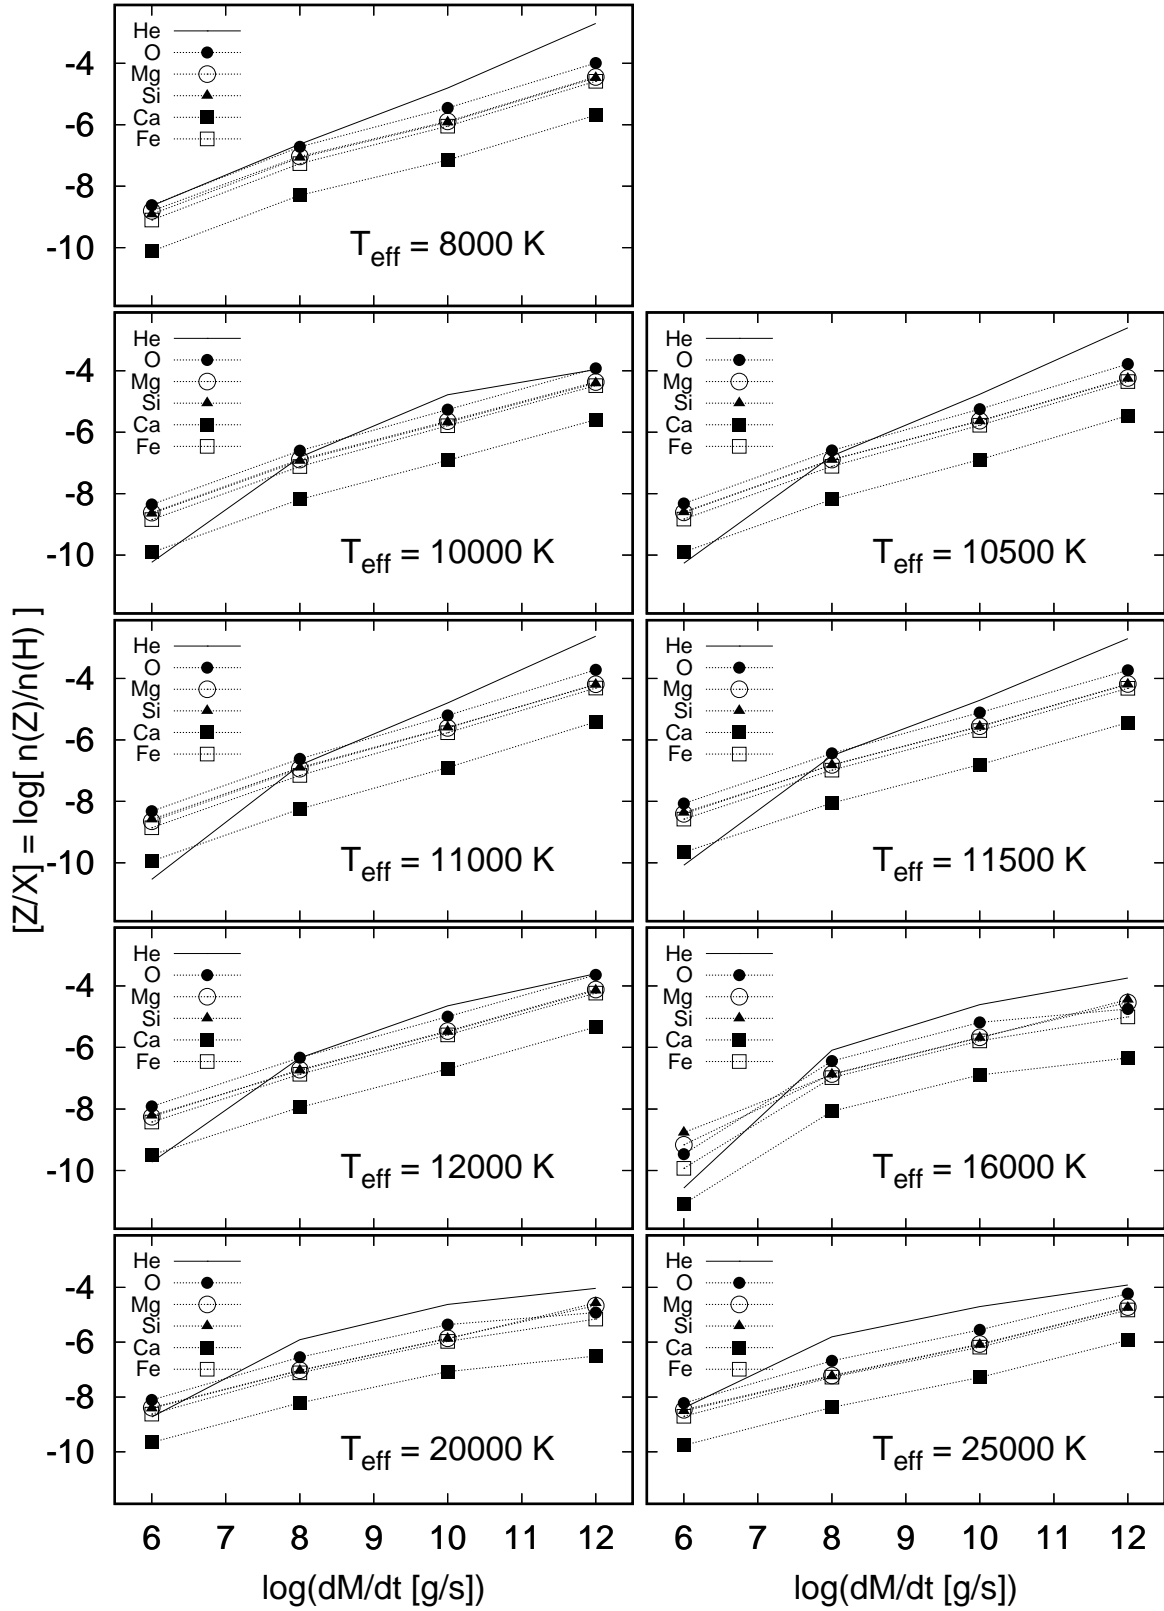 He
O
Mg
Si
Ca
Fe
-4
-6
-8
-10
T_eff = 8000 K
He
O
Mg
Si
Ca
Fe
-4
-6
-8
-10
T_eff = 10000 K
He
O
Mg
Si
Ca
Fe
T_eff = 10500 K
[Z/X] = log[ n(Z)/n(H) ]
He
O
Mg
Si
Ca
Fe
-4
-6
-8
-10
T_eff = 11000 K
He
O
Mg
Si
Ca
Fe
T_eff = 11500 K
He
O
Mg
Si
Ca
Fe
-4
-6
-8
-10
T_eff = 12000 K
He
O
Mg
Si
Ca
Fe
T_eff = 16000 K
He
O
Mg
Si
Ca
Fe
-4
-6
-8
-10
T_eff = 20000 K
He
O
Mg
Si
Ca
Fe
T_eff = 25000 K
6 7 8 9 10 11 12
6 7 8 9 10 11 12
log(dM/dt [g/s])
log(dM/dt [g/s])